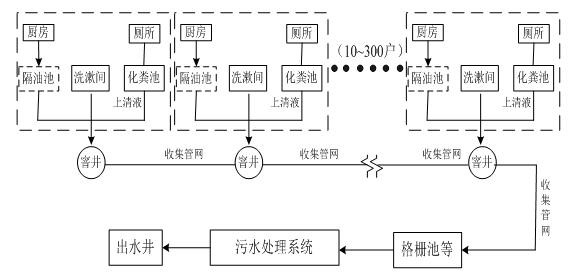 厨房
厕所
厨房
厕所
厨房
厕所
（10~300户）
隔油池
洗漱间
化粪池
隔油池
洗漱间
化粪池
隔油池
洗漱间
化粪池
上清液
上清液
上清液
窨井
收集管网
窨井
收集管网
收集管网
窨井
收集管网
出水井
污水处理系统
格栅池等